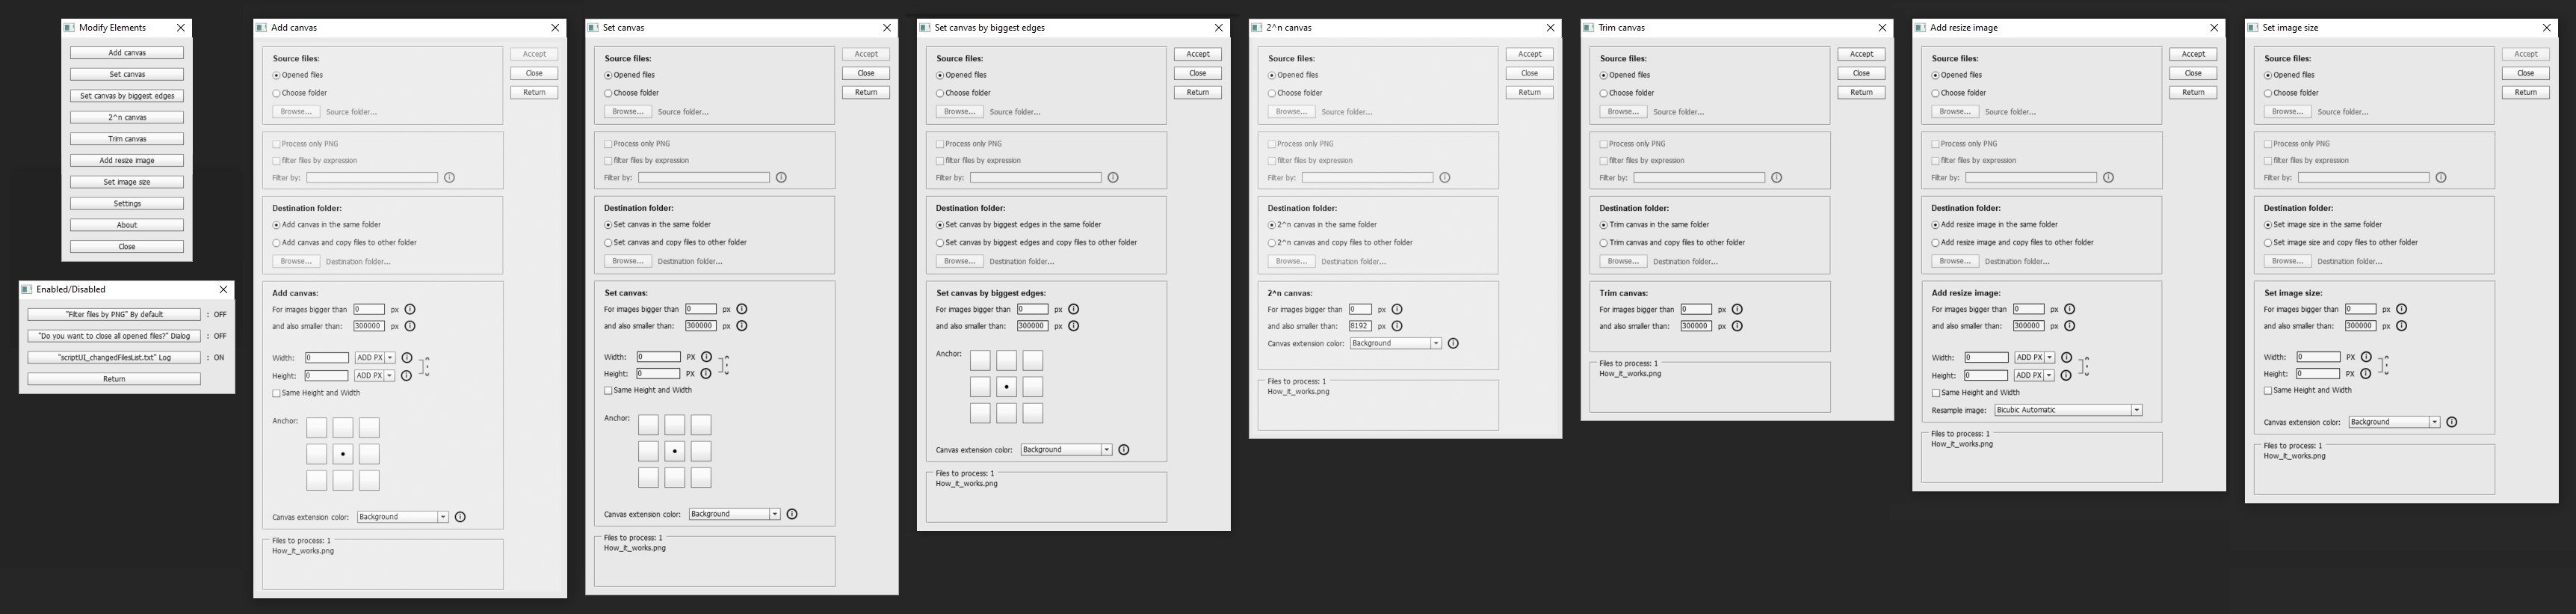 Modify Elements
Add canvas
Set canvas
Set canvas by biggest edges
2^n canvas
Trim canvas
Add resize image
Set image size
Settings
About
Close
Enabled/Disabled
"Filter files by PNG" By default : OFF
"Do you want to close all opened files?" Dialog : OFF
"scriptUI_changedFilesList.txt" Log : ON
Return
Add canvas
Source files:
Opened files
Choose folder
Browse... Source folder...
Accept
Close
Return
Process only PNG
filter files by expression
Filter by:
Destination folder:
Add canvas in the same folder
Add canvas and copy files to other folder
Browse... Destination folder...
Add canvas:
For images bigger than 0 px
and also smaller than: 300000 px
Width: 0 ADD PX
Height: 0 ADD PX
Same Height and Width
Anchor:
Canvas extension color: Background
Files to process: 1
How_it_works.png
Set canvas
Source files:
Opened files
Choose folder
Browse... Source folder...
Accept
Close
Return
Process only PNG
filter files by expression
Filter by:
Destination folder:
Set canvas in the same folder
Set canvas and copy files to other folder
Browse... Destination folder...
Set canvas:
For images bigger than 0 px
and also smaller than: 300000 px
Width: 0 PX
Height: 0 PX
Same Height and Width
Anchor:
Canvas extension color: Background
Files to process: 1
How_it_works.png
Set canvas by biggest edges
Source files:
Opened files
Choose folder
Browse... Source folder...
Accept
Close
Return
Process only PNG
filter files by expression
Filter by:
Destination folder:
Set canvas by biggest edges in the same folder
Set canvas by biggest edges and copy files to other folder
Browse... Destination folder...
Set canvas by biggest edges:
For images bigger than 0 px
and also smaller than: 300000 px
Anchor:
Canvas extension color: Background
Files to process: 1
How_it_works.png
2^n canvas
Source files:
Opened files
Choose folder
Browse... Source folder...
Accept
Close
Return
Process only PNG
filter files by expression
Filter by:
Destination folder:
2^n canvas in the same folder
2^n canvas and copy files to other folder
Browse... Destination folder...
2^n canvas:
For images bigger than 0 px
and also smaller than: 8192 px
Canvas extension color: Background
Files to process: 1
How_it_works.png
Trim canvas
Source files:
Opened files
Choose folder
Browse... Source folder...
Accept
Close
Return
Process only PNG
filter files by expression
Filter by:
Destination folder:
Trim canvas in the same folder
Trim canvas and copy files to other folder
Browse... Destination folder...
Trim canvas:
For images bigger than 0 px
and also smaller than: 300000 px
Files to process: 1
How_it_works.png
Add resize image
Source files:
Opened files
Choose folder
Browse... Source folder...
Accept
Close
Return
Process only PNG
filter files by expression
Filter by:
Destination folder:
Add resize image in the same folder
Add resize image and copy files to other folder
Browse... Destination folder...
Add resize image:
For images bigger than 0 px
and also smaller than: 300000 px
Width: 0 ADD PX
Height: 0 ADD PX
Same Height and Width
Resample image: Bicubic Automatic
Files to process: 1
How_it_works.png
Set image size
Source files:
Opened files
Choose folder
Browse... Source folder...
Accept
Close
Return
Process only PNG
filter files by expression
Filter by:
Destination folder:
Set image size in the same folder
Set image size and copy files to other folder
Browse... Destination folder...
Set image size:
For images bigger than 0 px
and also smaller than: 300000 px
Width: 0 PX
Height: 0 PX
Same Height and Width
Canvas extension color: Background
Files to process: 1
How_it_works.png